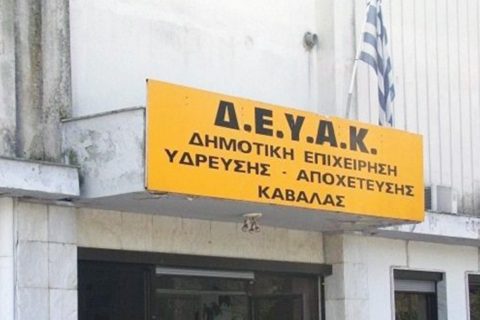 Δ.Ε.Υ.Α.Κ.
ΔΗΜΟΤΙΚΗ ΕΠΙΧΕΙΡΗΣΗ
ΥΔΡΕΥΣΗΣ - ΑΠΟΧΕΤΕΥΣΗΣ
ΚΑΒΑΛΑΣ